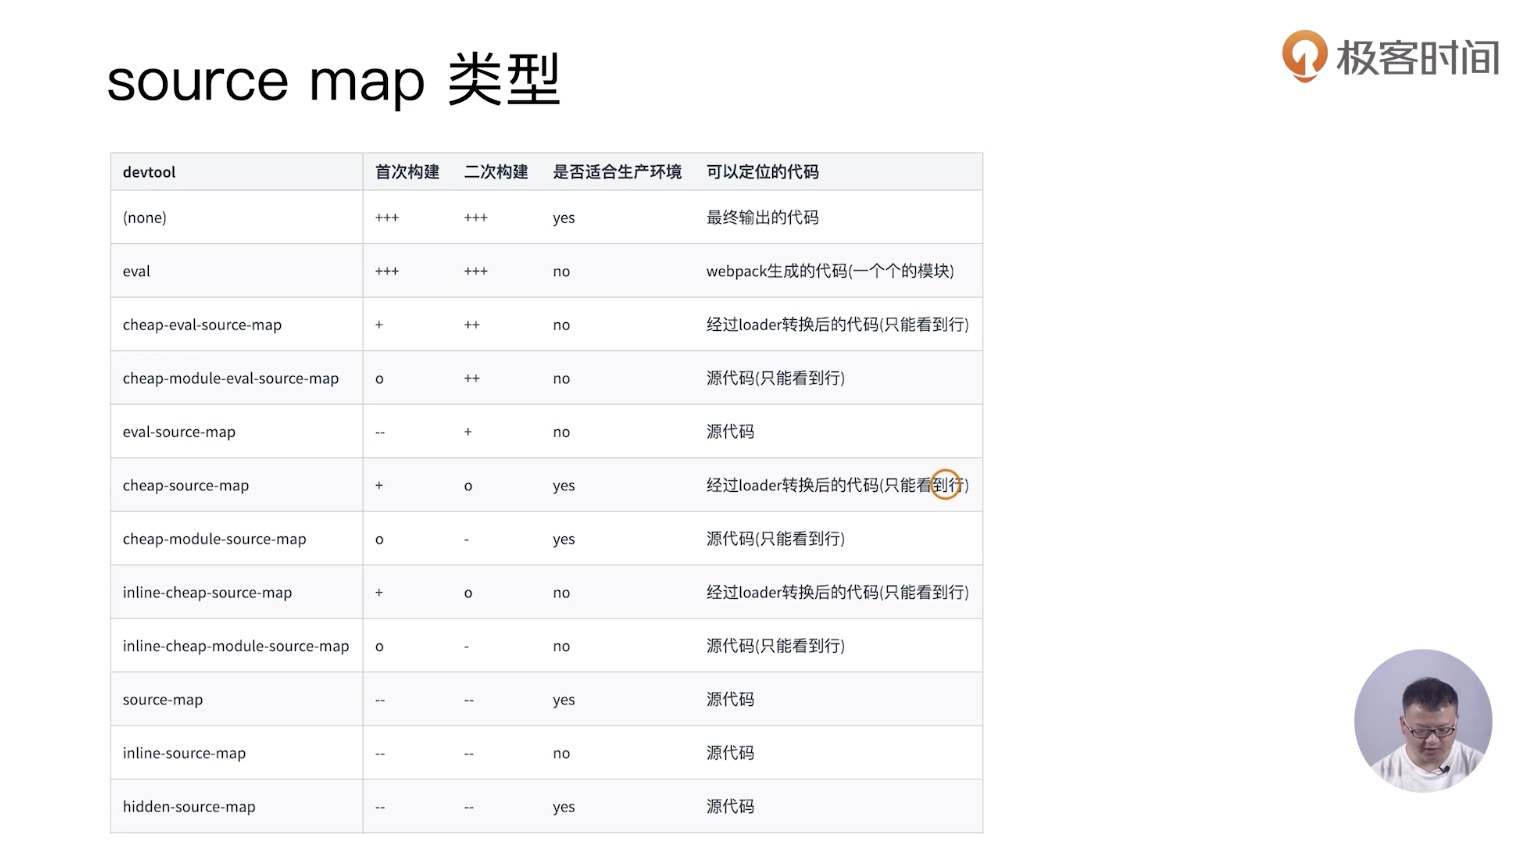 source map 类型
极客时间
devtool 首次构建 二次构建 是否适合生产环境 可以定位的代码
(none) +++ +++ yes 最终输出的代码
eval +++ +++ no webpack生成的代码(一个个的模块)
cheap-eval-source-map + ++ no 经过loader转换后的代码(只能看到行)
cheap-module-eval-source-map o ++ no 源代码(只能看到行)
eval-source-map -- + no 源代码
cheap-source-map + o yes 经过loader转换后的代码(只能看到行)
cheap-module-source-map o - yes 源代码(只能看到行)
inline-cheap-source-map + o no 经过loader转换后的代码(只能看到行)
inline-cheap-module-source-map o - no 源代码(只能看到行)
source-map -- -- yes 源代码
inline-source-map -- -- no 源代码
hidden-source-map -- -- yes 源代码